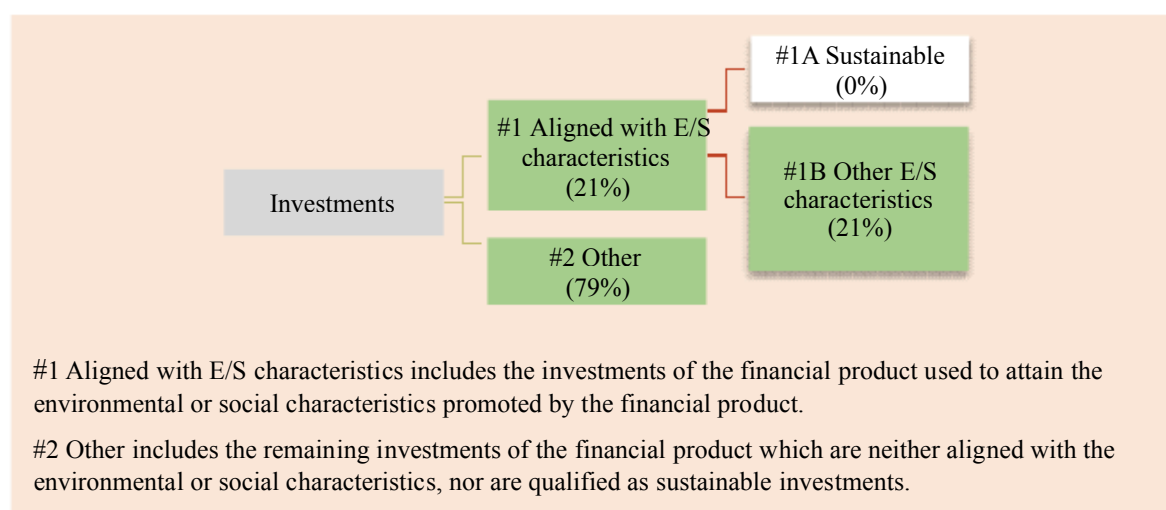 #1A Sustainable
(0%)
#1 Aligned with E/S
characteristics
(21%)
#1B Other E/S
characteristics
(21%)
Investments
#2 Other
(79%)
#1 Aligned with E/S characteristics includes the investments of the financial product used to attain the
environmental or social characteristics promoted by the financial product.
#2 Other includes the remaining investments of the financial product which are neither aligned with the
environmental or social characteristics, nor are qualified as sustainable investments.